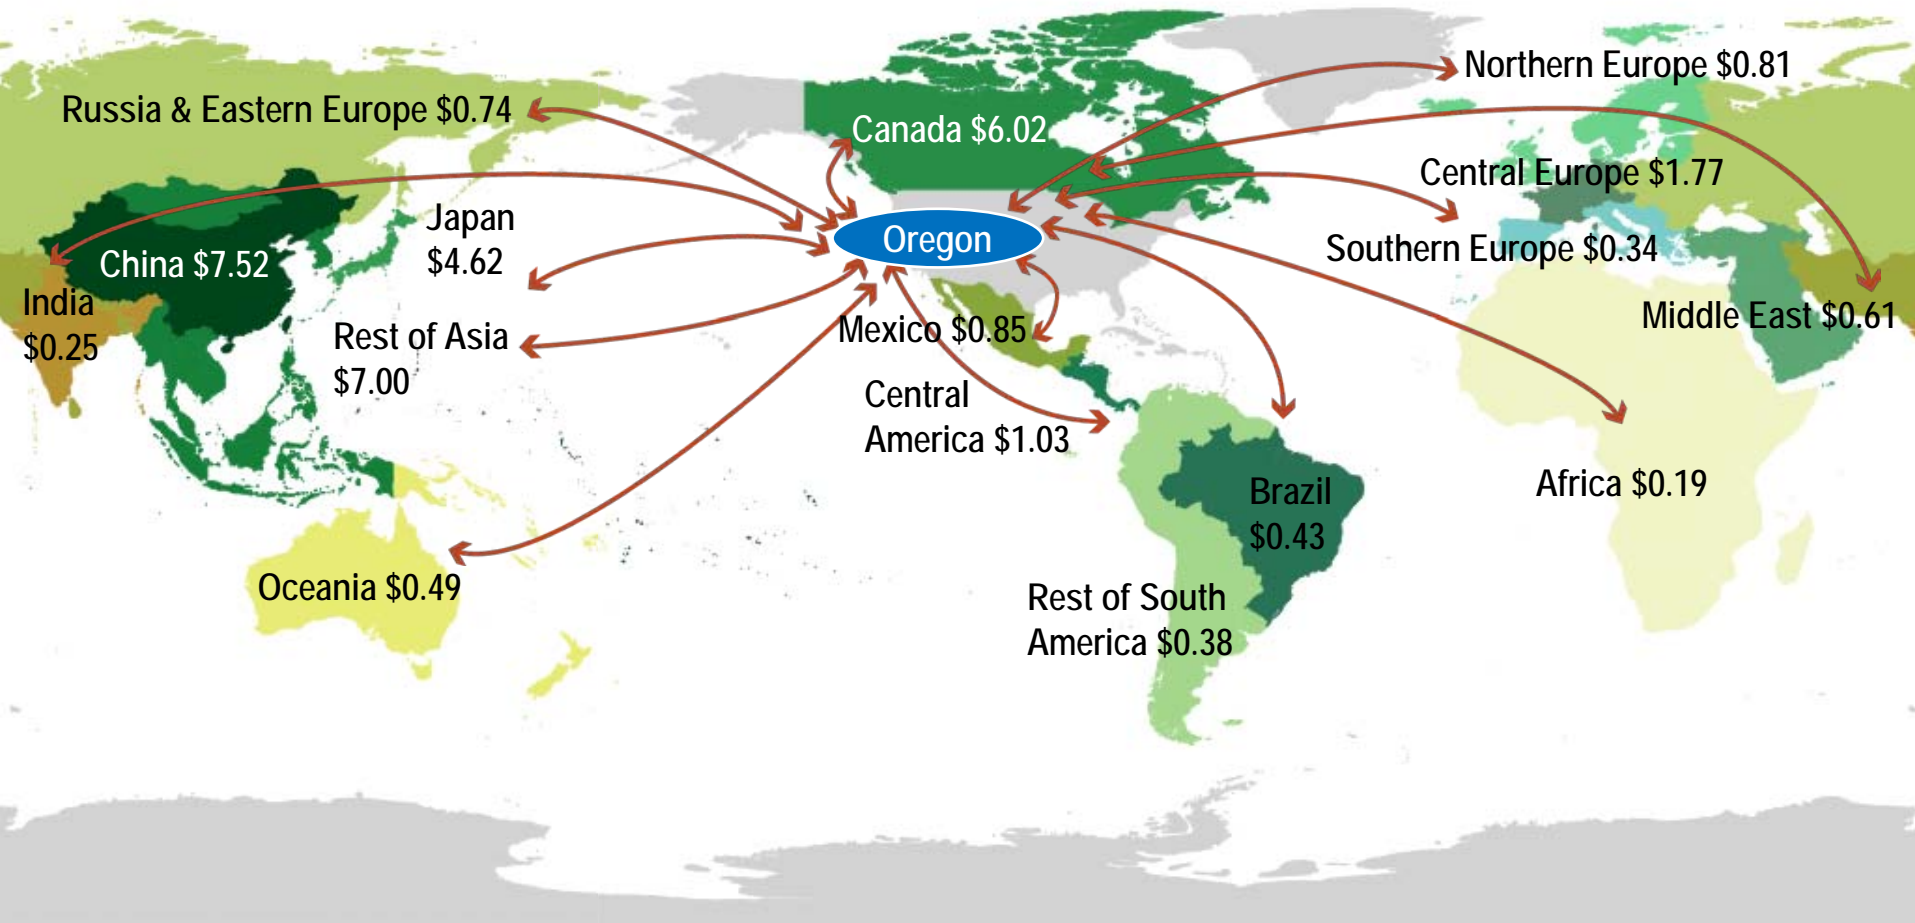 Northern Europe $0.81
Russia & Eastern Europe $0.74
Canada $6.02
Central Europe $1.77
Japan
$4.62
Oregon
Southern Europe $0.34
China $7.52
India
$0.25
Middle East $0.61
Rest of Asia
$7.00
Mexico $0.85
Central
America $1.03
Africa $0.19
Brazil
$0.43
Oceania $0.49
Rest of South
America $0.38